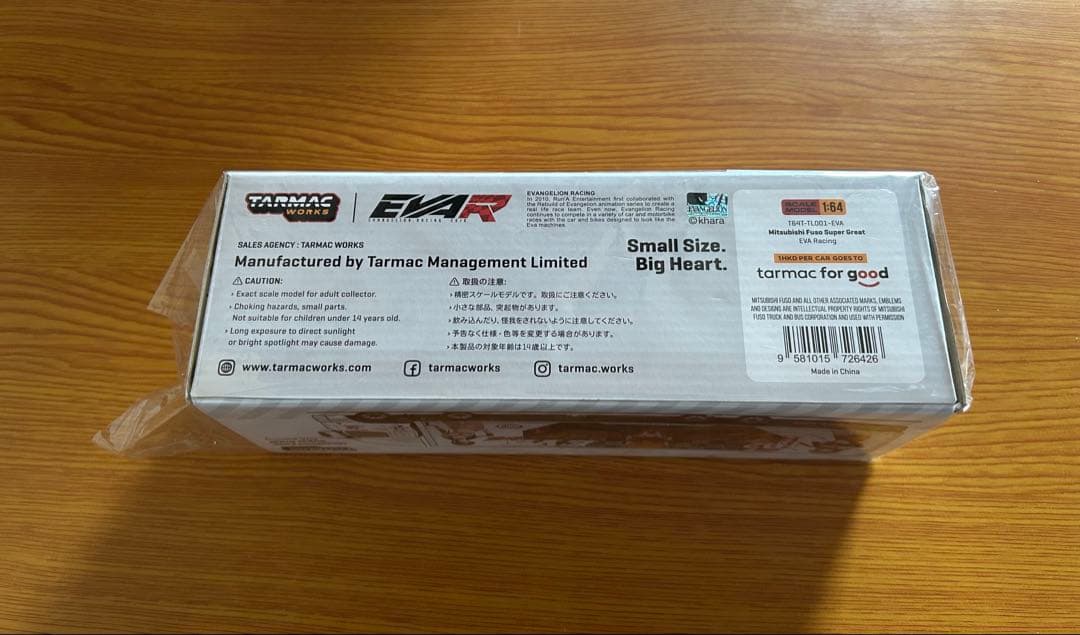 TARMAC
WORKS
EVAR
EVANGELION RACING
In 2010, Run'A Entertainment first collaborated with
the Rebuild of Evangelion animation series to create a
real life race team. Even now, Evangelion Racing
continues to compete in a variety of car and motorbike
races with the car and bikes designed to look like the
Eva machines.
EVANGELION
©khara
SALES AGENCY : TARMAC WORKS
Manufactured by Tarmac Management Limited
Small Size.
Big Heart.
⚠ CAUTION:
› Exact scale model for adult collector.
› Choking hazards, small parts.
Not suitable for children under 14 years old.
› Long exposure to direct sunlight
or bright spotlight may cause damage.
⚠ 取扱の注意:
›精密スケールモデルです。取扱にご注意ください。
›小さな部品、突起物があります。
›飲み込んだり、怪我をされないように注意してください。
›予告なく仕様・色等を変更する場合があります。
›本製品の対象年齢は14歳以上です。
www.tarmacworks.com
tarmacworks
tarmac.works
SCALE MODEL 1:64
T64T-TL001-EVA
Mitsubishi Fuso Super Great
EVA Racing
1HKD PER CAR GOES TO
tarmac for good
MITSUBISHI FUSO AND ALL OTHER ASSOCIATED MARKS, EMBLEMS
AND DESIGNS ARE INTELLECTUAL PROPERTY RIGHTS OF MITSUBISHI
FUSO TRUCK AND BUS CORPORATION AND USED WITH PERMISSION
9 581015 726426
Made in China